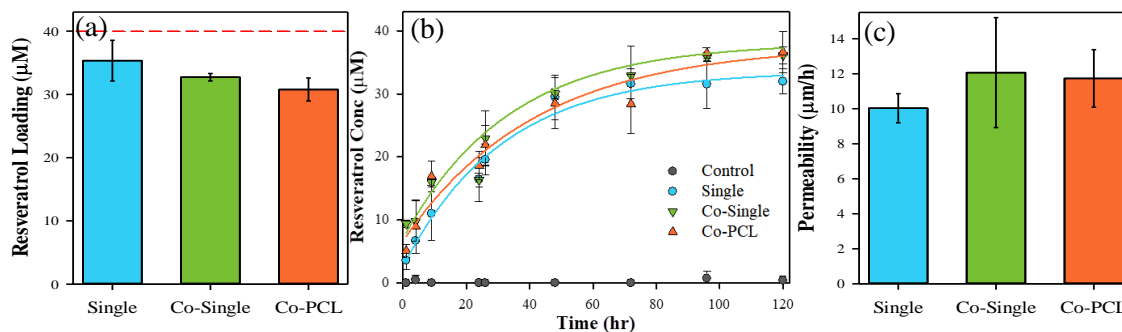 (a)
Resveratrol Loading (µM)
40
30
20
10
0
Single
Co-Single
Co-PCL
(b)
Resveratrol Conc (µM)
40
30
20
10
0
Control
Single
Co-Single
Co-PCL
0 20 40 60 80 100 120
Time (hr)
(c)
Permeability (µm/h)
14
12
10
8
6
4
2
0
Single
Co-Single
Co-PCL